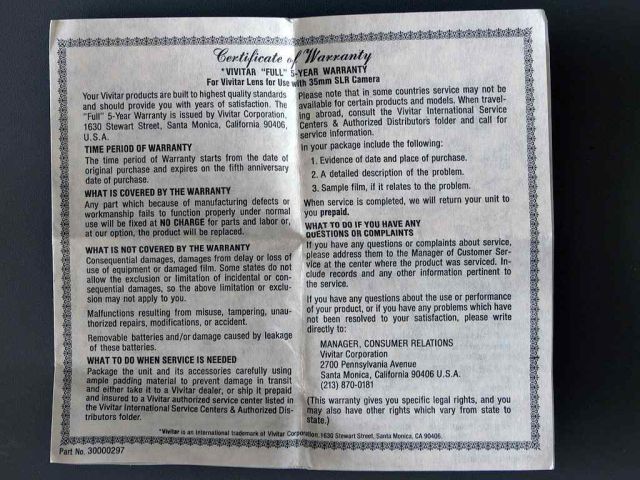 Certificate of Warranty
*VIVITAR "FULL" 5-YEAR WARRANTY
For Vivitar Lens for Use with 35mm SLR Camera
Your Vivitar products are built to highest quality standards
and should provide you with years of satisfaction. The
"Full" 5-Year Warranty is issued by Vivitar Corporation,
1630 Stewart Street, Santa Monica, California 90406,
U.S.A.
TIME PERIOD OF WARRANTY
The time period of Warranty starts from the date of
original purchase and expires on the fifth anniversary
date of purchase.
WHAT IS COVERED BY THE WARRANTY
Any part which because of manufacturing defects or
workmanship fails to function properly under normal
use will be fixed at NO CHARGE for parts and labor or,
at our option, the product will be replaced.
WHAT IS NOT COVERED BY THE WARRANTY
Consequential damages, damages from delay or loss of
use of equipment or damaged film. Some states do not
allow the exclusion or limitation of incidental or con-
sequential damages, so the above limitation or exclu-
sion may not apply to you.
Malfunctions resulting from misuse, tampering, unau-
thorized repairs, modifications, or accident.
Removable batteries and/or damage caused by leakage
of these batteries.
WHAT TO DO WHEN SERVICE IS NEEDED
Package the unit and its accessories carefully using
ample padding material to prevent damage in transit
and either take it to a Vivitar dealer, or ship it prepaid
and insured to a Vivitar authorized service center listed in
the Vivitar International Service Centers & Authorized Dis-
tributors folder.
Please note that in some countries service may not be
available for certain products and models. When travel-
ing abroad, consult the Vivitar International Service
Centers & Authorized Distributors folder and call for
service information.
In your package include the following:
1. Evidence of date and place of purchase.
2. A detailed description of the problem.
3. Sample film, if it relates to the problem.
When service is completed, we will return your unit to
you prepaid.
WHAT TO DO IF YOU HAVE ANY
QUESTIONS OR COMPLAINTS
If you have any questions or complaints about service,
please address them to the Manager of Customer Ser-
vice at the center where the product was serviced. In-
clude records and any other information pertinent to
the service.
If you have any questions about the use or performance
of your product, or if you have any problems which have
not been resolved to your satisfaction, please write
directly to:
MANAGER, CONSUMER RELATIONS
Vivitar Corporation
2700 Pennsylvania Avenue
Santa Monica, California 90406 U.S.A.
(213) 870-0181
(This warranty gives you specific legal rights, and you
may also have other rights which vary from state to
state.)
*Vivitar is an international trademark of Vivitar Corporation, 1630 Stewart Street, Santa Monica, CA 90406.
Part No. 30000297